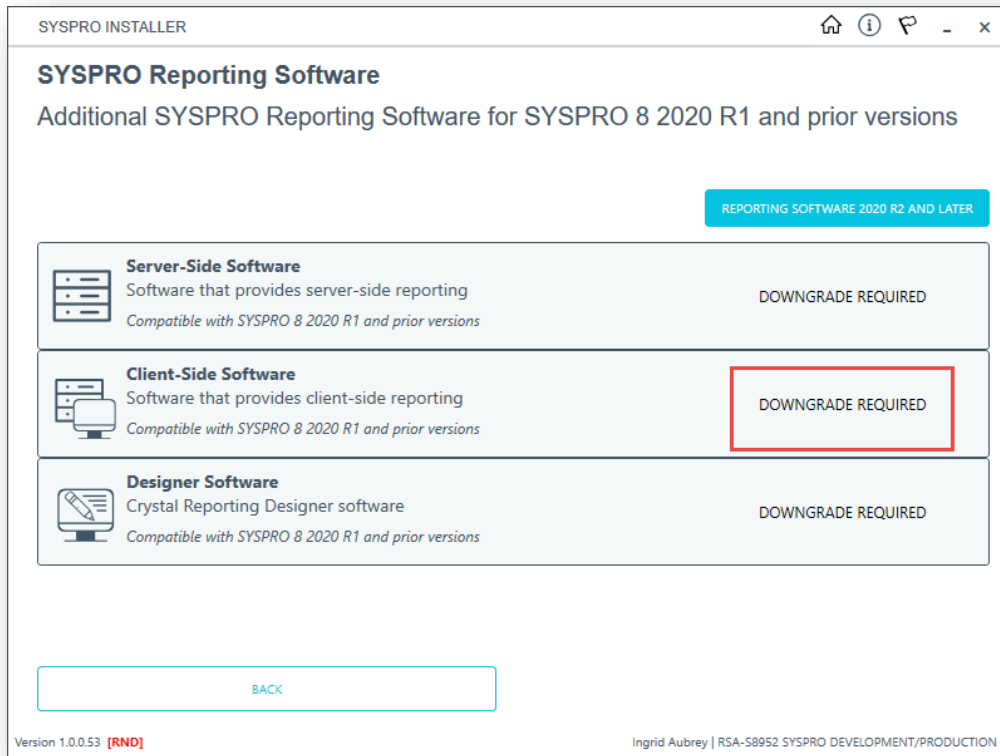 SYSPRO INSTALLER
SYSPRO Reporting Software
Additional SYSPRO Reporting Software for SYSPRO 8 2020 R1 and prior versions
REPORTING SOFTWARE 2020 R2 AND LATER
Server-Side Software
Software that provides server-side reporting
DOWNGRADE REQUIRED
Compatible with SYSPRO 8 2020 R1 and prior versions
Client-Side Software
Software that provides client-side reporting
DOWNGRADE REQUIRED
Compatible with SYSPRO 8 2020 R1 and prior versions
Designer Software
Crystal Reporting Designer software
DOWNGRADE REQUIRED
Compatible with SYSPRO 8 2020 R1 and prior versions
BACK
Version 1.0.0.53 [RND]
Ingrid Aubrey | RSA-S8952 SYSPRO DEVELOPMENT/PRODUCTION